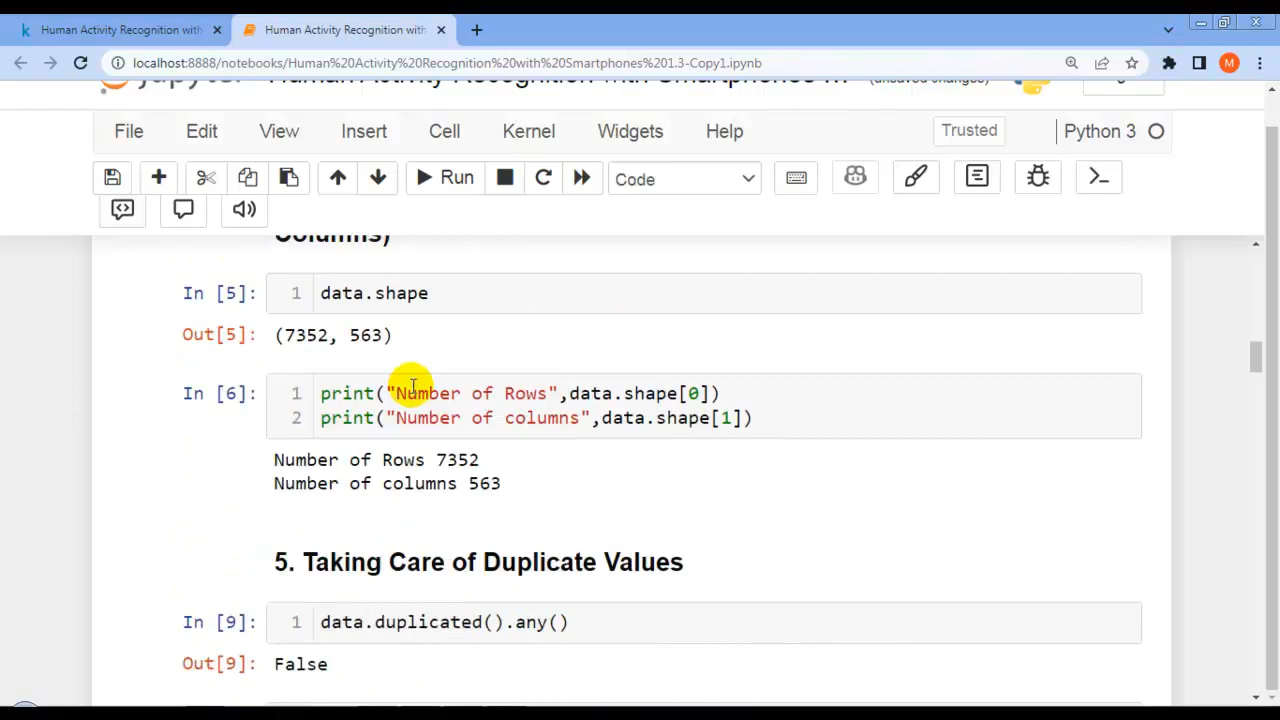 Human Activity Recognition with
Human Activity Recognition with
localhost:8888/notebooks/Human%20Activity%20Recognition%20with%20Smartphones%201.3-Copy1.ipynb
M
File Edit View Insert Cell Kernel Widgets Help
Trusted
Python 3
Run
Code
Columns)
In [5]: 1 data.shape
Out[5]: (7352, 563)
In [6]: 1 print("Number of Rows",data.shape[0])
2 print("Number of columns",data.shape[1])
Number of Rows 7352
Number of columns 563
5. Taking Care of Duplicate Values
In [9]: 1 data.duplicated().any()
Out[9]: False